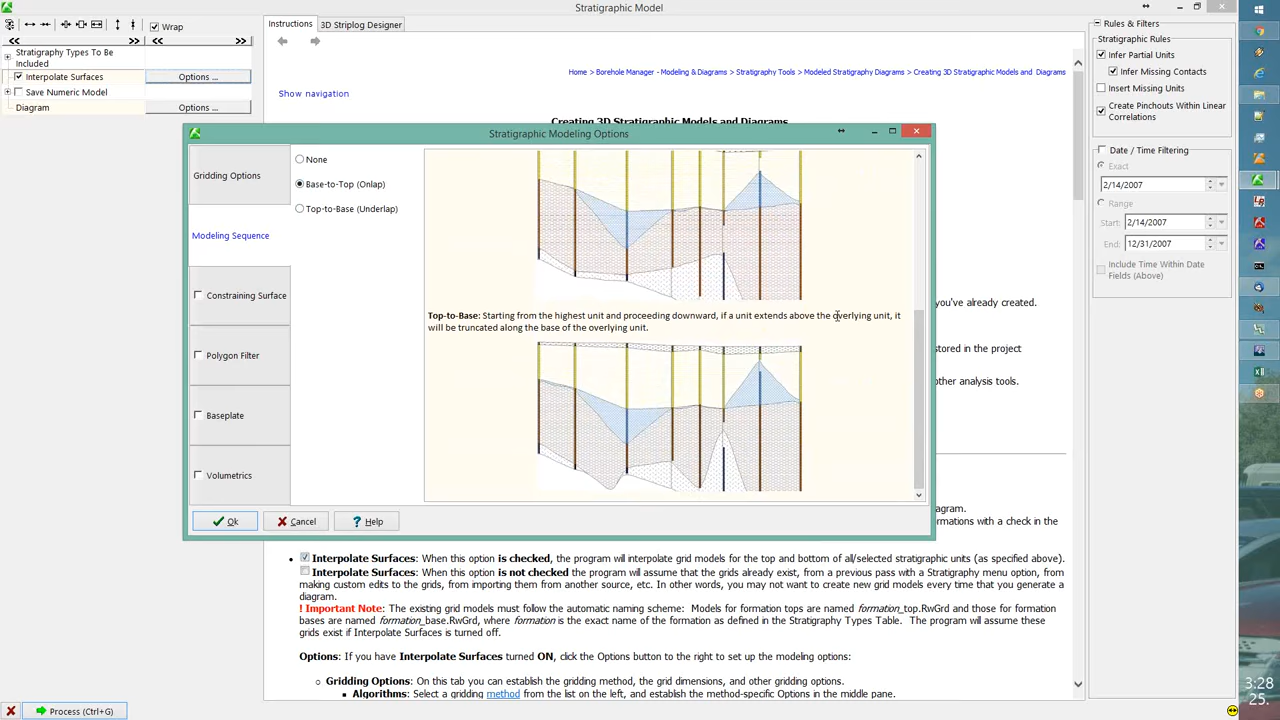 Stratigraphic Model
Wrap
<< >> << >>
Stratigraphy Types To Be
Included
Interpolate Surfaces
Options ...
Save Numeric Model
Diagram
Options ...
Instructions
3D Striplog Designer
Home > Borehole Manager - Modeling & Diagrams > Stratigraphy Tools > Modeled Stratigraphy Diagrams > Creating 3D Stratigraphic Models and Diagrams
Show navigation
Creating 3D Stratigraphic Models and Diagrams
Stratigraphic Modeling Options
Gridding Options
Modeling Sequence
Constraining Surface
Polygon Filter
Baseplate
Volumetrics
None
Base-to-Top (Onlap)
Top-to-Base (Underlap)
Top-to-Base: Starting from the highest unit and proceeding downward, if a unit extends above the overlying unit, it
will be truncated along the base of the overlying unit.
Ok
Cancel
? Help
you've already created.
stored in the project
other analysis tools.
agram.
ormations with a check in the
• Interpolate Surfaces: When this option is checked, the program will interpolate grid models for the top and bottom of all/selected stratigraphic units (as specified above).
Interpolate Surfaces: When this option is not checked the program will assume that the grids already exist, from a previous pass with a Stratigraphy menu option, from
making custom edits to the grids, from importing them from another source, etc. In other words, you may not want to create new grid models every time that you generate a
diagram.
! Important Note: The existing grid models must follow the automatic naming scheme: Models for formation tops are named formation_top.RwGrd and those for formation
bases are named formation_base.RwGrd, where formation is the exact name of the formation as defined in the Stratigraphy Types Table. The program will assume these
grids exist if Interpolate Surfaces is turned off.
Options: If you have Interpolate Surfaces turned ON, click the Options button to the right to set up the modeling options:
Gridding Options: On this tab you can establish the gridding method, the grid dimensions, and other gridding options.
Algorithms: Select a gridding method from the list on the left, and establish the method-specific Options in the middle pane.
Rules & Filters
Stratigraphic Rules
Infer Partial Units
Infer Missing Contacts
Insert Missing Units
Create Pinchouts Within Linear
Correlations
Date / Time Filtering
Exact
2/14/2007
Range
Start: 2/14/2007
End: 12/31/2007
Include Time Within Date
Fields (Above)
Process (Ctrl+G)
3:28
25.